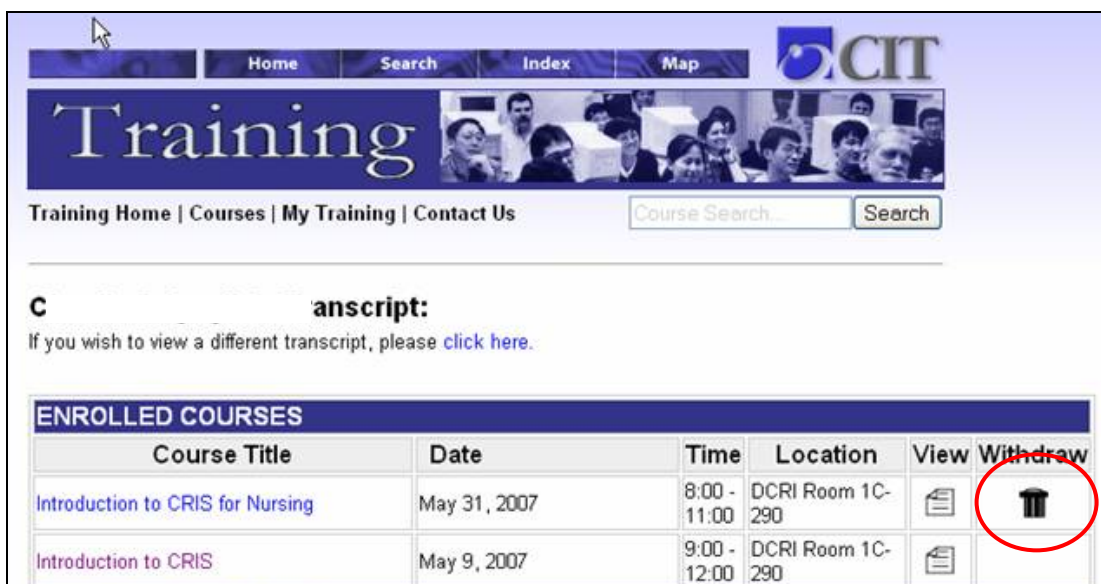 Home Search Index Map CIT
Training
Training Home | Courses | My Training | Contact Us Course Search... Search
C anscript:
If you wish to view a different transcript, please click here.
ENROLLED COURSES
Course Title Date Time Location View Withdraw
Introduction to CRIS for Nursing May 31, 2007 8:00 - 11:00 DCRI Room 1C-290
Introduction to CRIS May 9, 2007 9:00 - 12:00 DCRI Room 1C-290